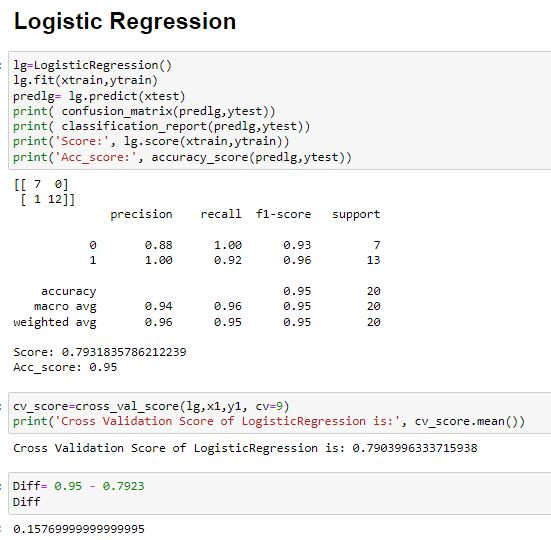 Logistic Regression
lg=LogisticRegression()
lg.fit(xtrain,ytrain)
predlg= lg.predict(xtest)
print( confusion_matrix(predlg,ytest))
print( classification_report(predlg,ytest))
print('Score:', lg.score(xtrain,ytrain))
print('Acc_score:', accuracy_score(predlg,ytest))
[[ 7  0]
 [ 1 12]]
              precision    recall  f1-score   support
           0       0.88      1.00      0.93         7
           1       1.00      0.92      0.96        13
    accuracy                           0.95        20
   macro avg       0.94      0.96      0.95        20
weighted avg       0.96      0.95      0.95        20
Score: 0.7931835786212239
Acc_score: 0.95
cv_score=cross_val_score(lg,x1,y1, cv=9)
print('Cross Validation Score of LogisticRegression is:', cv_score.mean())
Cross Validation Score of LogisticRegression is: 0.7903996333715938
Diff= 0.95 - 0.7923
Diff
0.15769999999999995